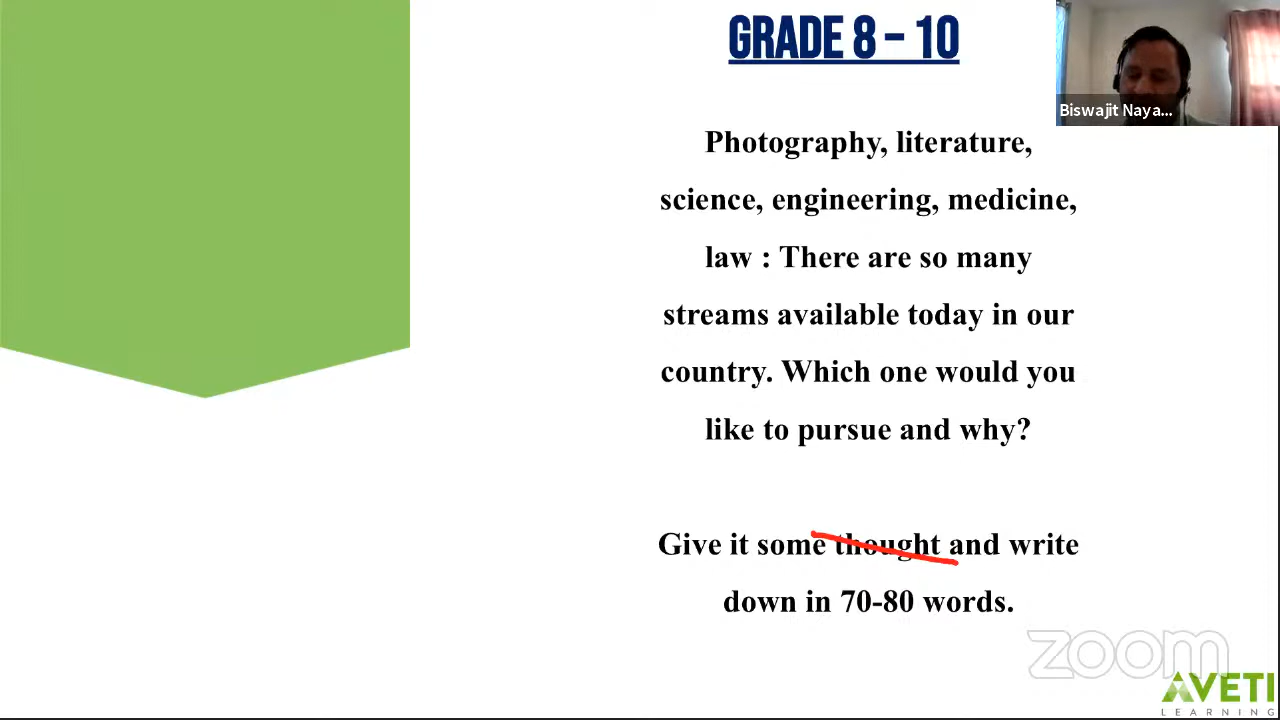 GRADE 8 – 10
Biswajit Naya...
Photography, literature,
science, engineering, medicine,
law : There are so many
streams available today in our
country. Which one would you
like to pursue and why?
Give it some thought and write
down in 70-80 words.
zoom
AVETI
LEARNING